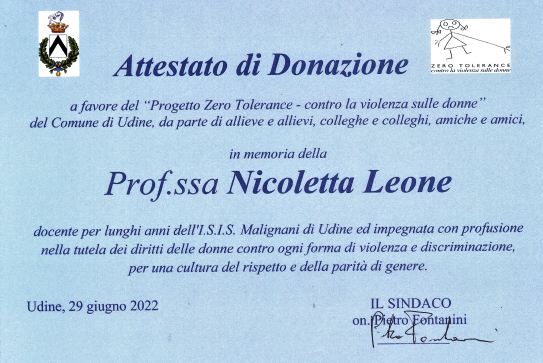 ZERO TOLERANCE
contro la violenza sulle donne
Attestato di Donazione
a favore del “Progetto Zero Tolerance - contro la violenza sulle donne”
del Comune di Udine, da parte di allieve e allievi, colleghe e colleghi, amiche e amici,
in memoria della
Prof.ssa Nicoletta Leone
docente per lunghi anni dell'I.S.I.S. Malignani di Udine ed impegnata con profusione
nella tutela dei diritti delle donne contro ogni forma di violenza e discriminazione,
per una cultura del rispetto e della parità di genere.
Udine, 29 giugno 2022
IL SINDACO
on. Pietro Fontanini